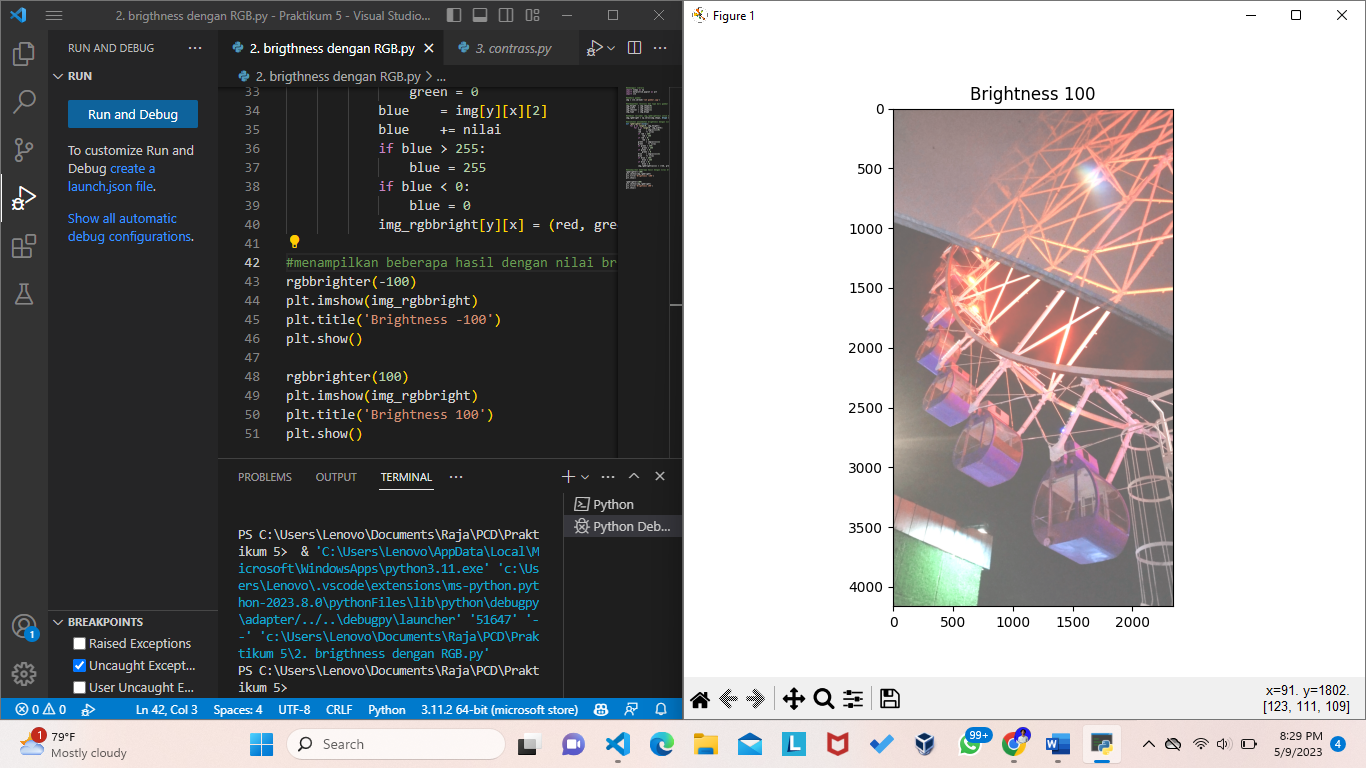 2. brigthness dengan RGB.py - Praktikum 5 - Visual Studio...
RUN AND DEBUG
RUN
Run and Debug
To customize Run and
Debug create a
launch.json file.
Show all automatic
debug configurations.
BREAKPOINTS
Raised Exceptions
Uncaught Except...
User Uncaught E...
2. brigthness dengan RGB.py
3. contrass.py
2. brigthness dengan RGB.py > ...
33 green = 0
34 blue = img[y][x][2]
35 blue += nilai
36 if blue > 255:
37 blue = 255
38 if blue < 0:
39 blue = 0
40 img_rgbbright[y][x] = (red, gre
41
42 #menampilkan beberapa hasil dengan nilai br
43 rgbbrighter(-100)
44 plt.imshow(img_rgbbright)
45 plt.title('Brightness -100')
46 plt.show()
47
48 rgbbrighter(100)
49 plt.imshow(img_rgbbright)
50 plt.title('Brightness 100')
51 plt.show()
PROBLEMS OUTPUT TERMINAL ...
Python
Python Deb...
PS C:\Users\Lenovo\Documents\Raja\PCD\Prakt
ikum 5> & 'C:\Users\Lenovo\AppData\Local\M
icrosoft\WindowsApps\python3.11.exe' 'c:\Us
ers\Lenovo\.vscode\extensions\ms-python.pyt
hon-2023.8.0\pythonFiles\lib\python\debugpy
\adapter/../..\debugpy\launcher' '51647' '-
-' 'c:\Users\Lenovo\Documents\Raja\PCD\Prak
tikum 5\2. brigthness dengan RGB.py'
PS C:\Users\Lenovo\Documents\Raja\PCD\Prakt
ikum 5>
1
0 0
Ln 42, Col 3 Spaces: 4 UTF-8 CRLF Python 3.11.2 64-bit (microsoft store)
Figure 1
Brightness 100
0
500
1000
1500
2000
2500
3000
3500
4000
0 500 1000 1500 2000
x=91. y=1802.
[123, 111, 109]
1
79°F
Mostly cloudy
Search
L
99+
8:29 PM
5/9/2023
4